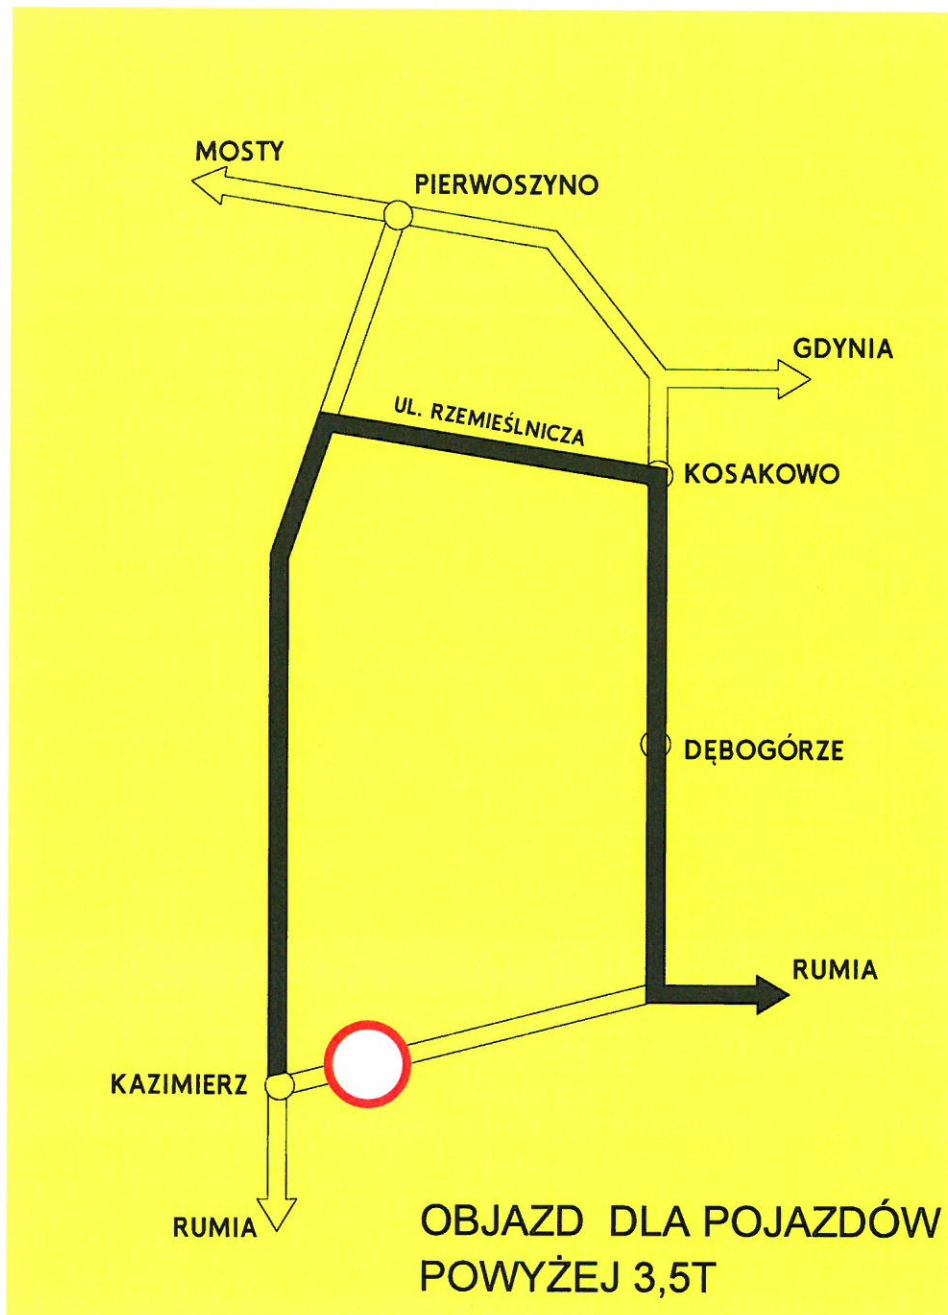 MOSTY
PIERWOSZYNO
GDYNIA
UL. RZEMIEŚLNICZA
KOSAKOWO
DĘBOGÓRZE
RUMIA
KAZIMIERZ
RUMIA
OBJAZD DLA POJAZDÓW
POWYŻEJ 3,5T